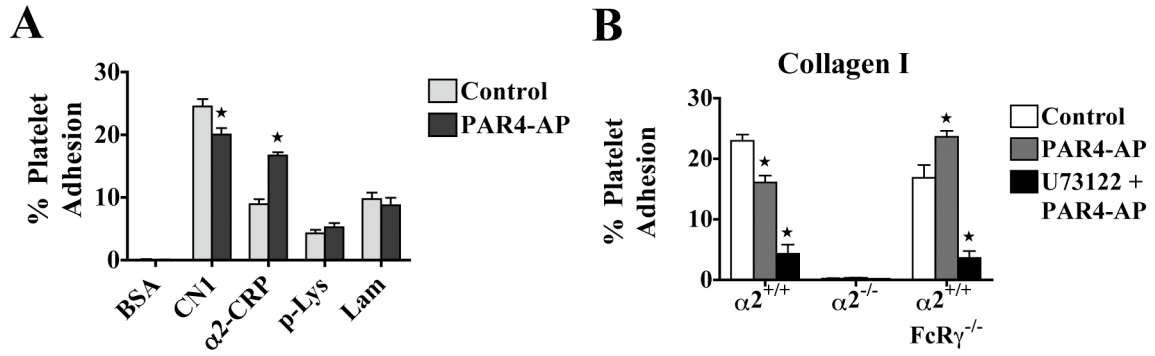 A
% Platelet
Adhesion
30
20
10
0
★
★
BSA
CN1
α2-CRP
p-Lys
Lam
Control
PAR4-AP
B
Collagen I
% Platelet
Adhesion
30
20
10
0
★
★
★
★
α2+/+
α2-/-
α2+/+
FcRγ-/-
Control
PAR4-AP
U73122 +
PAR4-AP